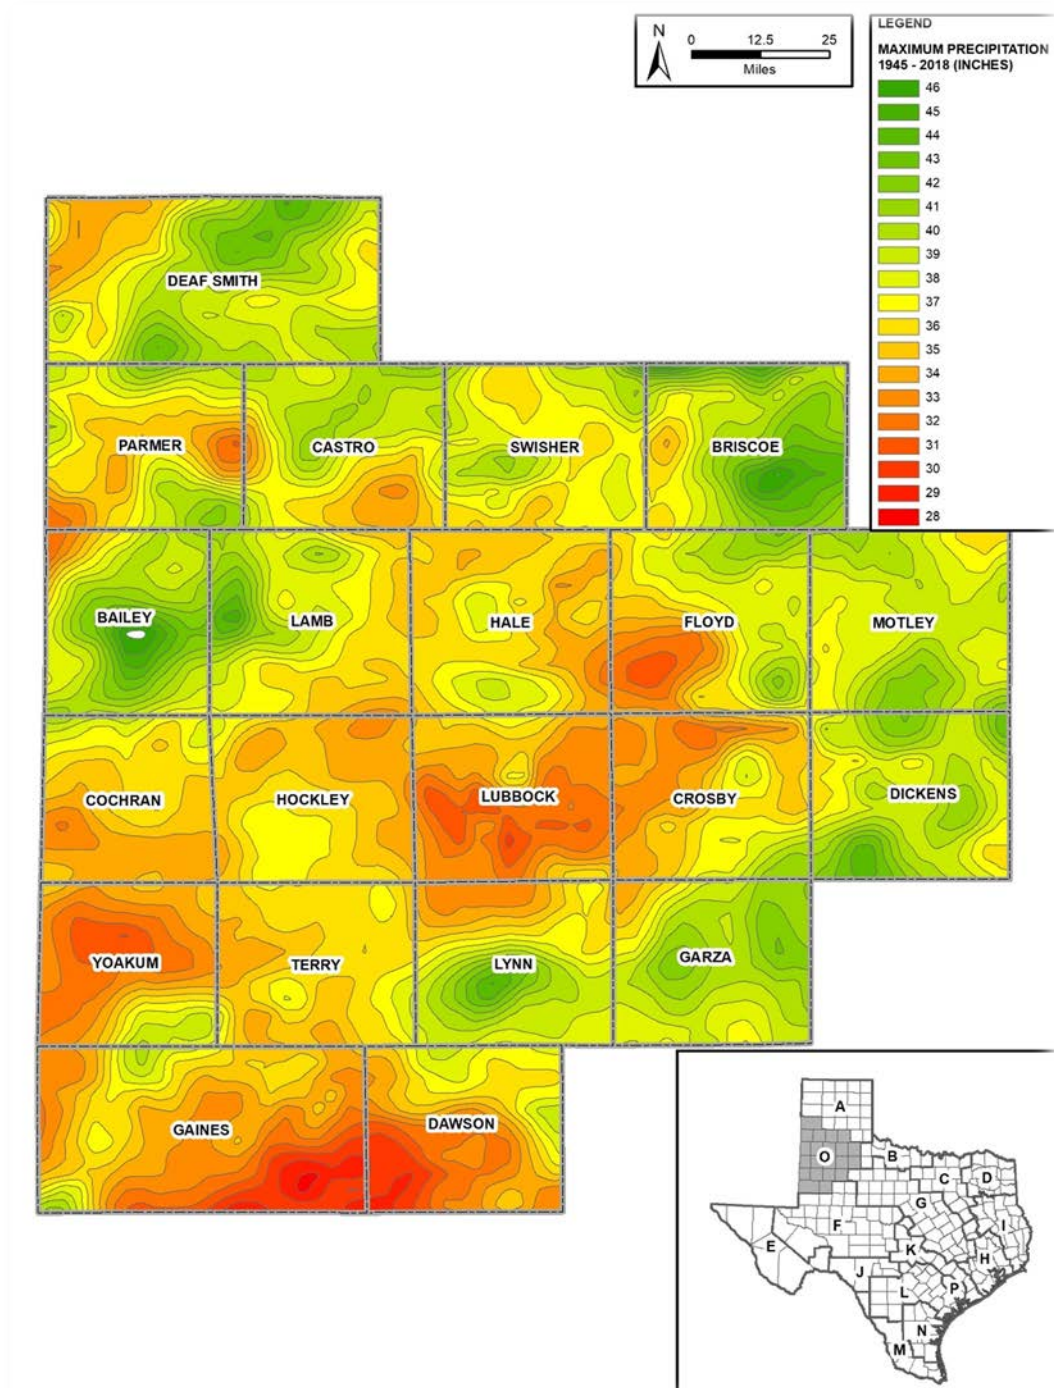 N
0 12.5 25
Miles
LEGEND
MAXIMUM PRECIPITATION
1945 - 2018 (INCHES)
46
45
44
43
42
41
40
39
38
37
36
35
34
33
32
31
30
29
28
DEAF SMITH
PARMER
CASTRO
SWISHER
BRISCOE
BAILEY
LAMB
HALE
FLOYD
MOTLEY
COCHRAN
HOCKLEY
LUBBOCK
CROSBY
DICKENS
YOAKUM
TERRY
LYNN
GARZA
GAINES
DAWSON
A
O
B
C
D
G
F
I
E
K
H
J
L
P
N
M